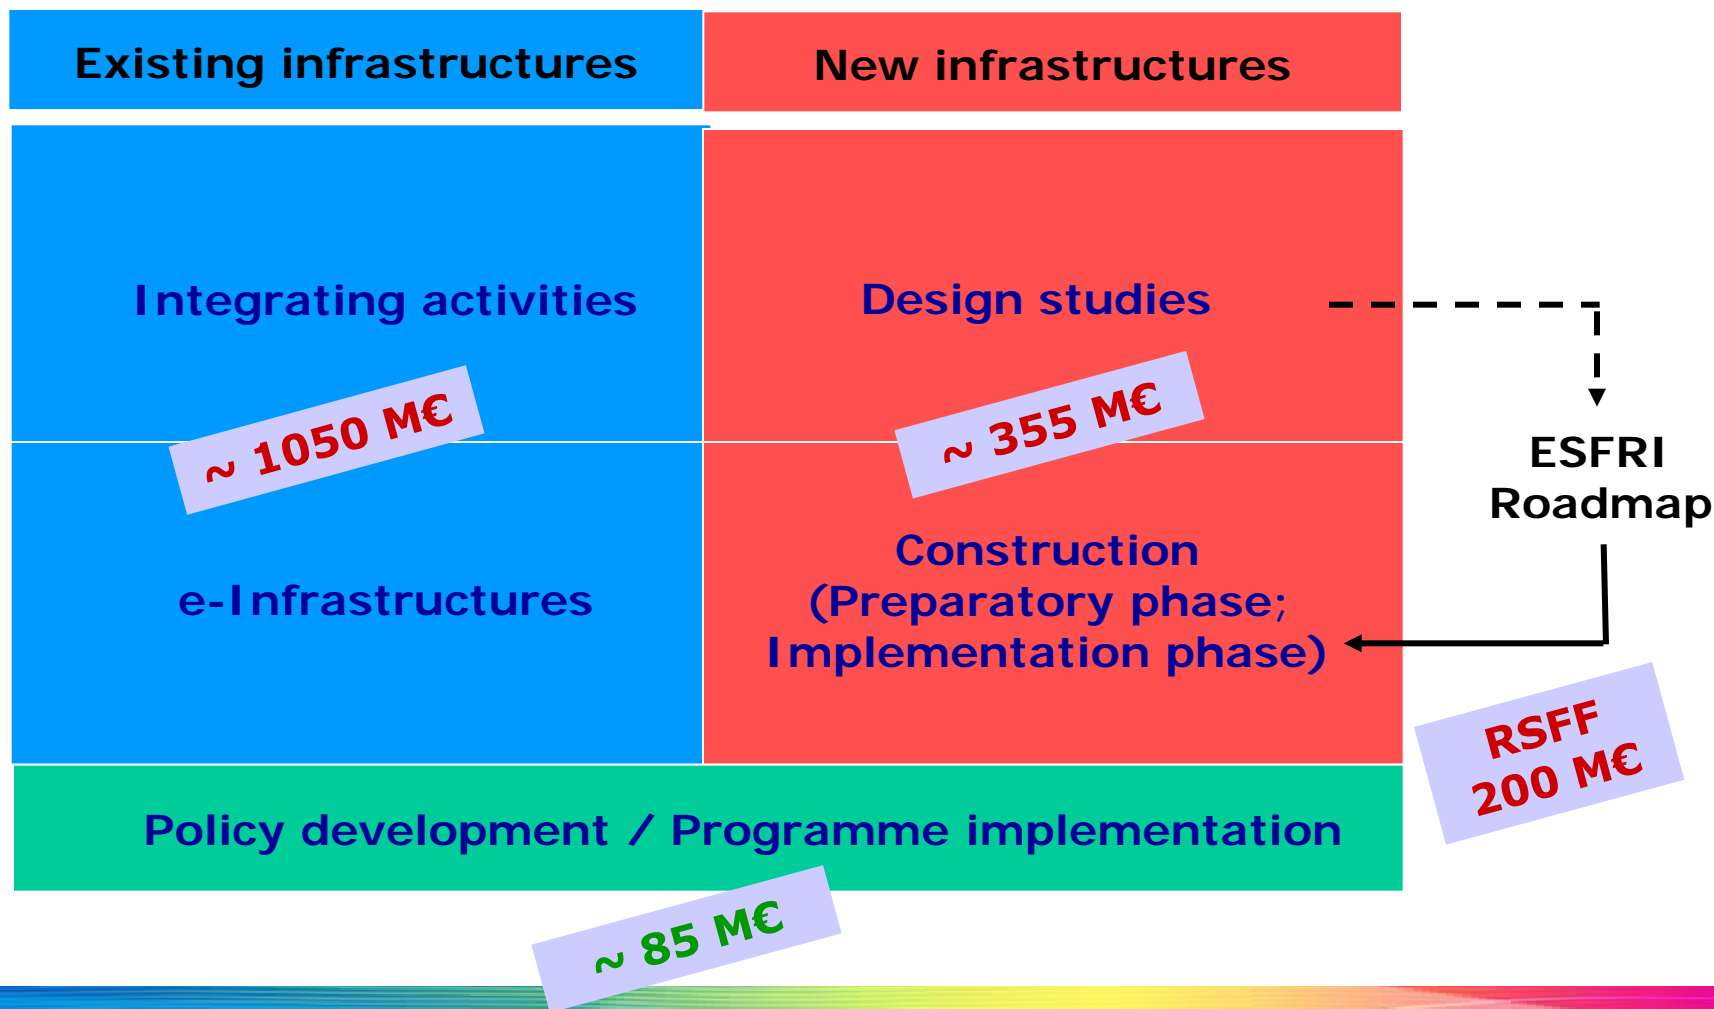 Existing infrastructures
New infrastructures
Integrating activities
Design studies
~ 1050 M€
~ 355 M€
ESFRI
Roadmap
e-Infrastructures
Construction
(Preparatory phase;
Implementation phase)
RSFF
200 M€
Policy development / Programme implementation
~ 85 M€